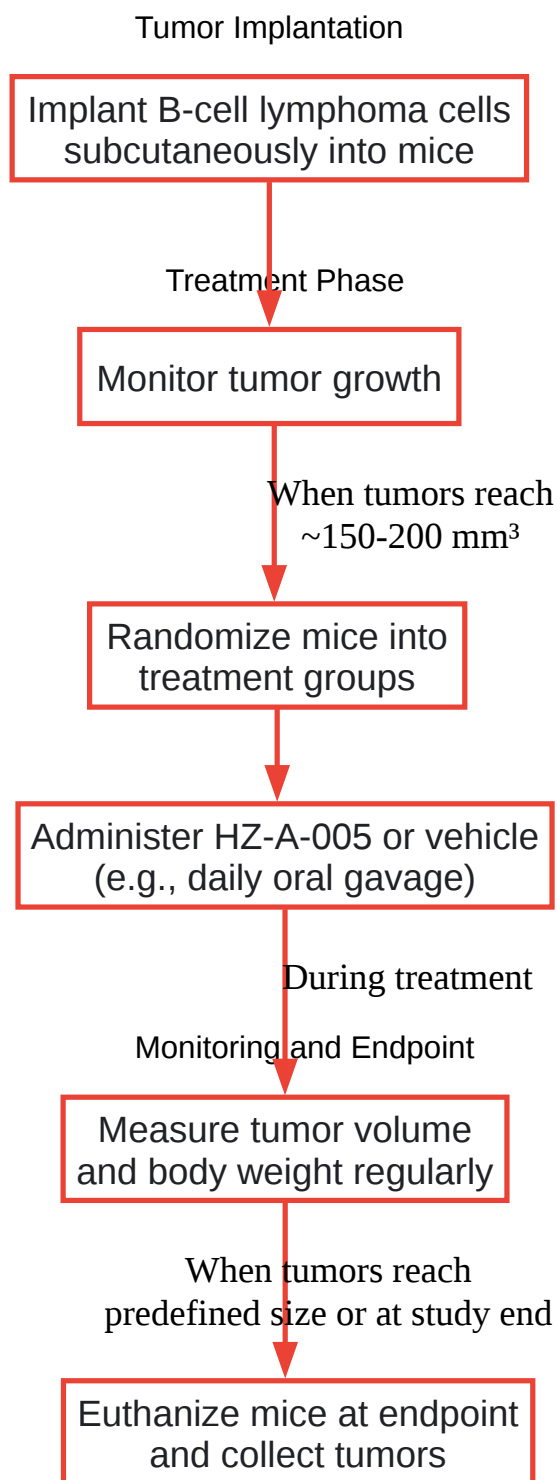 Tumor Implantation
Implant B-cell lymphoma cells
subcutaneously into mice
Treatment Phase
Monitor tumor growth
When tumors reach
~150-200 mm³
Randomize mice into
treatment groups
Administer HZ-A-005 or vehicle
(e.g., daily oral gavage)
During treatment
Monitoring and Endpoint
Measure tumor volume
and body weight regularly
When tumors reach
predefined size or at study end
Euthanize mice at endpoint
and collect tumors